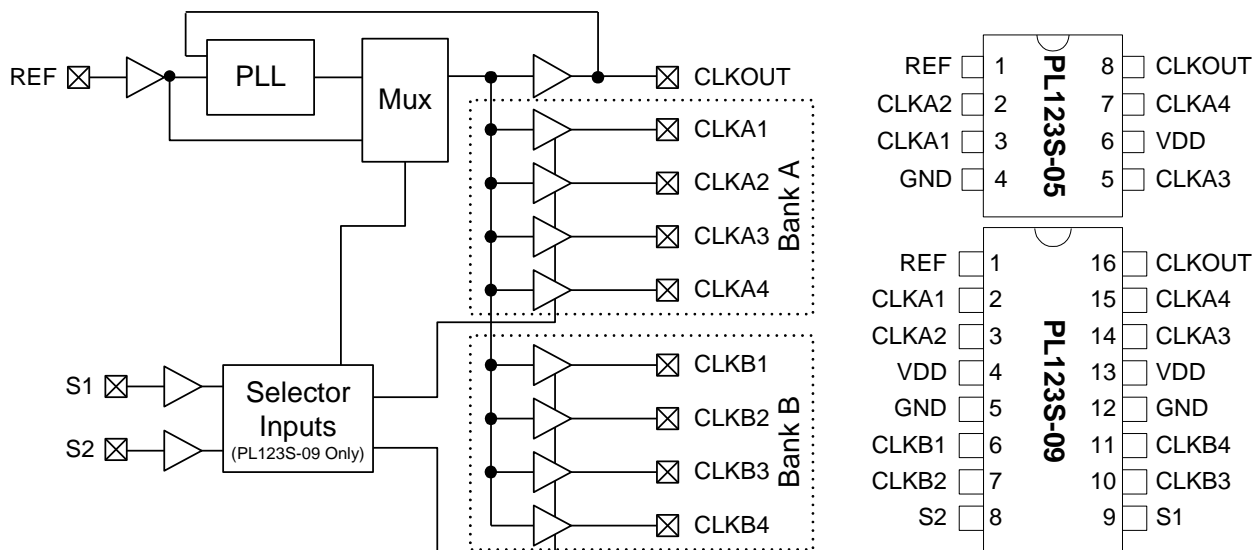 REF
PLL
Mux
CLKOUT
CLKA1
CLKA2
CLKA3
CLKA4
Bank A
S1
S2
Selector
Inputs
(PL123S-09 Only)
CLKB1
CLKB2
CLKB3
CLKB4
Bank B
PL123S-05
REF 1 8 CLKOUT
CLKA2 2 7 CLKA4
CLKA1 3 6 VDD
GND 4 5 CLKA3
PL123S-09
REF 1 16 CLKOUT
CLKA1 2 15 CLKA4
CLKA2 3 14 CLKA3
VDD 4 13 VDD
GND 5 12 GND
CLKB1 6 11 CLKB4
CLKB2 7 10 CLKB3
S2 8 9 S1